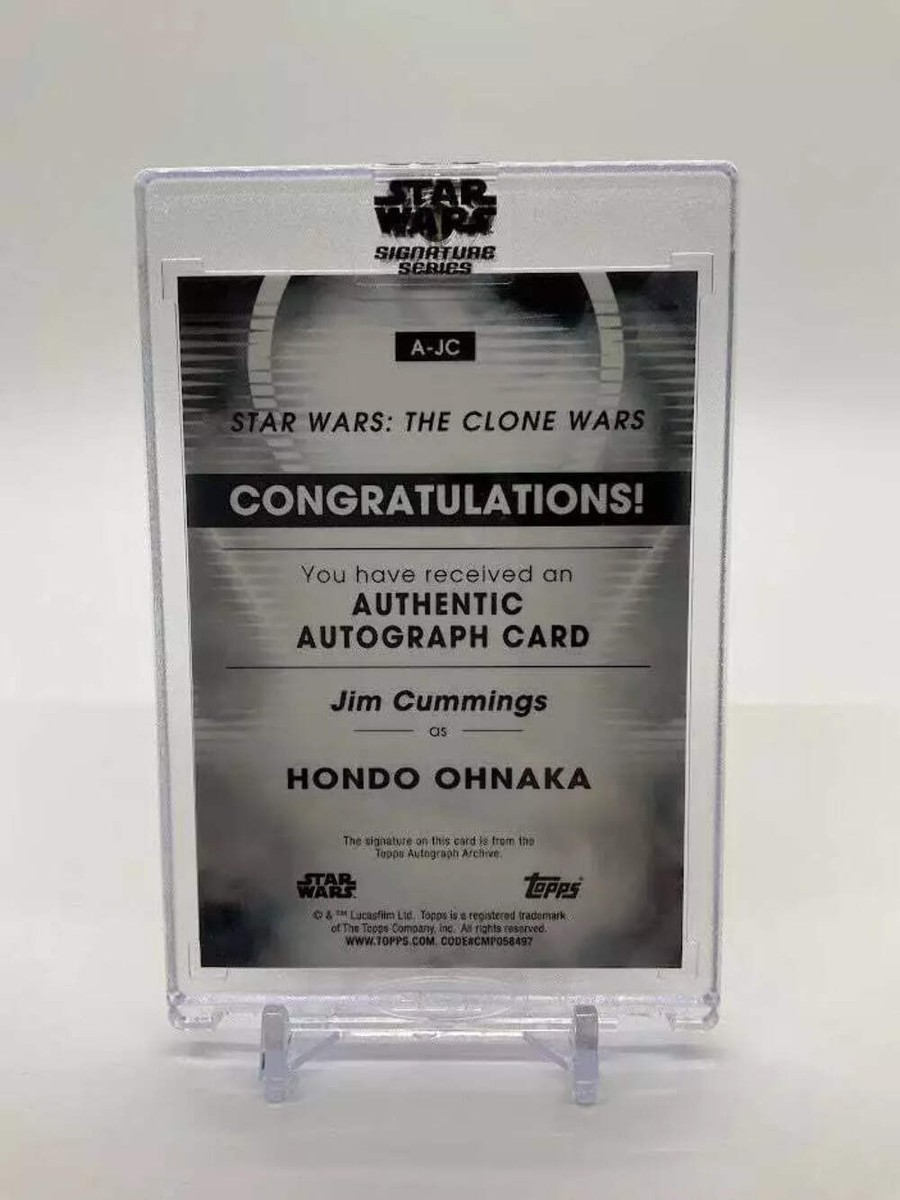 STAR
WARS
SIGNATURE
SERIES
A-JC
STAR WARS: THE CLONE WARS
CONGRATULATIONS!
You have received an
AUTHENTIC
AUTOGRAPH CARD
Jim Cummings
as
HONDO OHNAKA
The signature on this card is from the
Topps Autograph Archive.
STAR
WARS
topps
© & ™ Lucasfilm Ltd. Topps is a registered trademark
of The Topps Company, Inc. All rights reserved.
WWW.TOPPS.COM. CODE#CMP058497